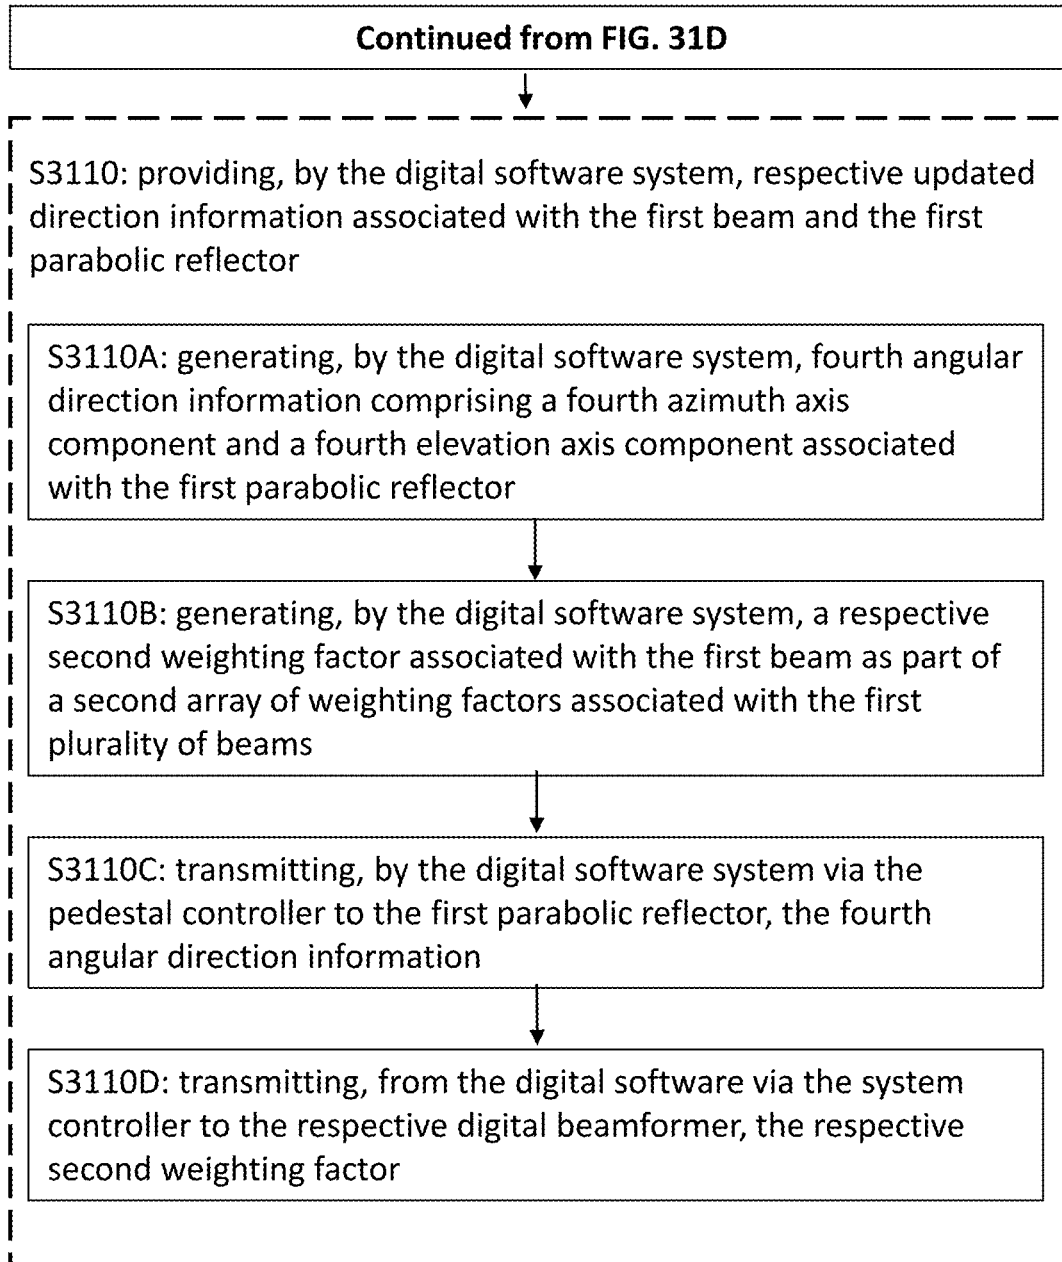 Continued from FIG. 31D
S3110: providing, by the digital software system, respective updated
direction information associated with the first beam and the first
parabolic reflector
S3110A: generating, by the digital software system, fourth angular
direction information comprising a fourth azimuth axis
component and a fourth elevation axis component associated
with the first parabolic reflector
S3110B: generating, by the digital software system, a respective
second weighting factor associated with the first beam as part of
a second array of weighting factors associated with the first
plurality of beams
S3110C: transmitting, by the digital software system via the
pedestal controller to the first parabolic reflector, the fourth
angular direction information
S3110D: transmitting, from the digital software via the system
controller to the respective digital beamformer, the respective
second weighting factor